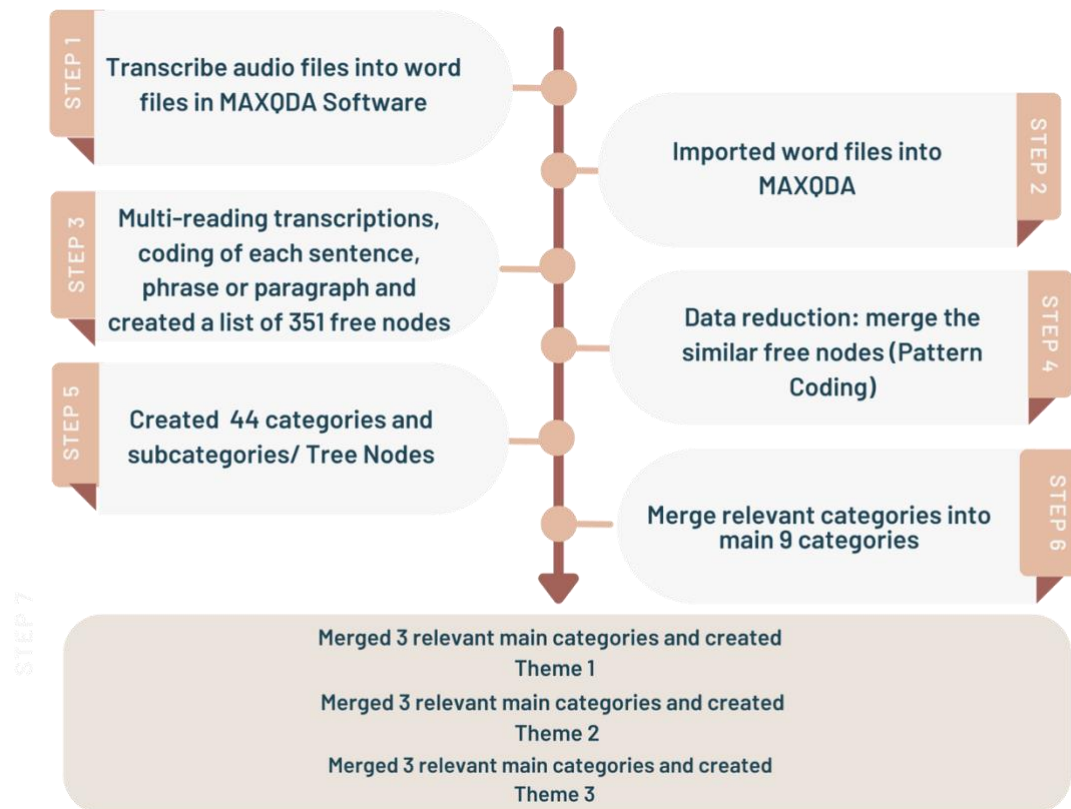 STEP 1
Transcribe audio files into word
files in MAXQDA Software
STEP 2
Imported word files into
MAXQDA
STEP 3
Multi-reading transcriptions,
coding of each sentence,
phrase or paragraph and
created a list of 351 free nodes
STEP 4
Data reduction: merge the
similar free nodes (Pattern
Coding)
STEP 5
Created 44 categories and
subcategories/ Tree Nodes
STEP 6
Merge relevant categories into
main 9 categories
STEP 7
Merged 3 relevant main categories and created
Theme 1
Merged 3 relevant main categories and created
Theme 2
Merged 3 relevant main categories and created
Theme 3